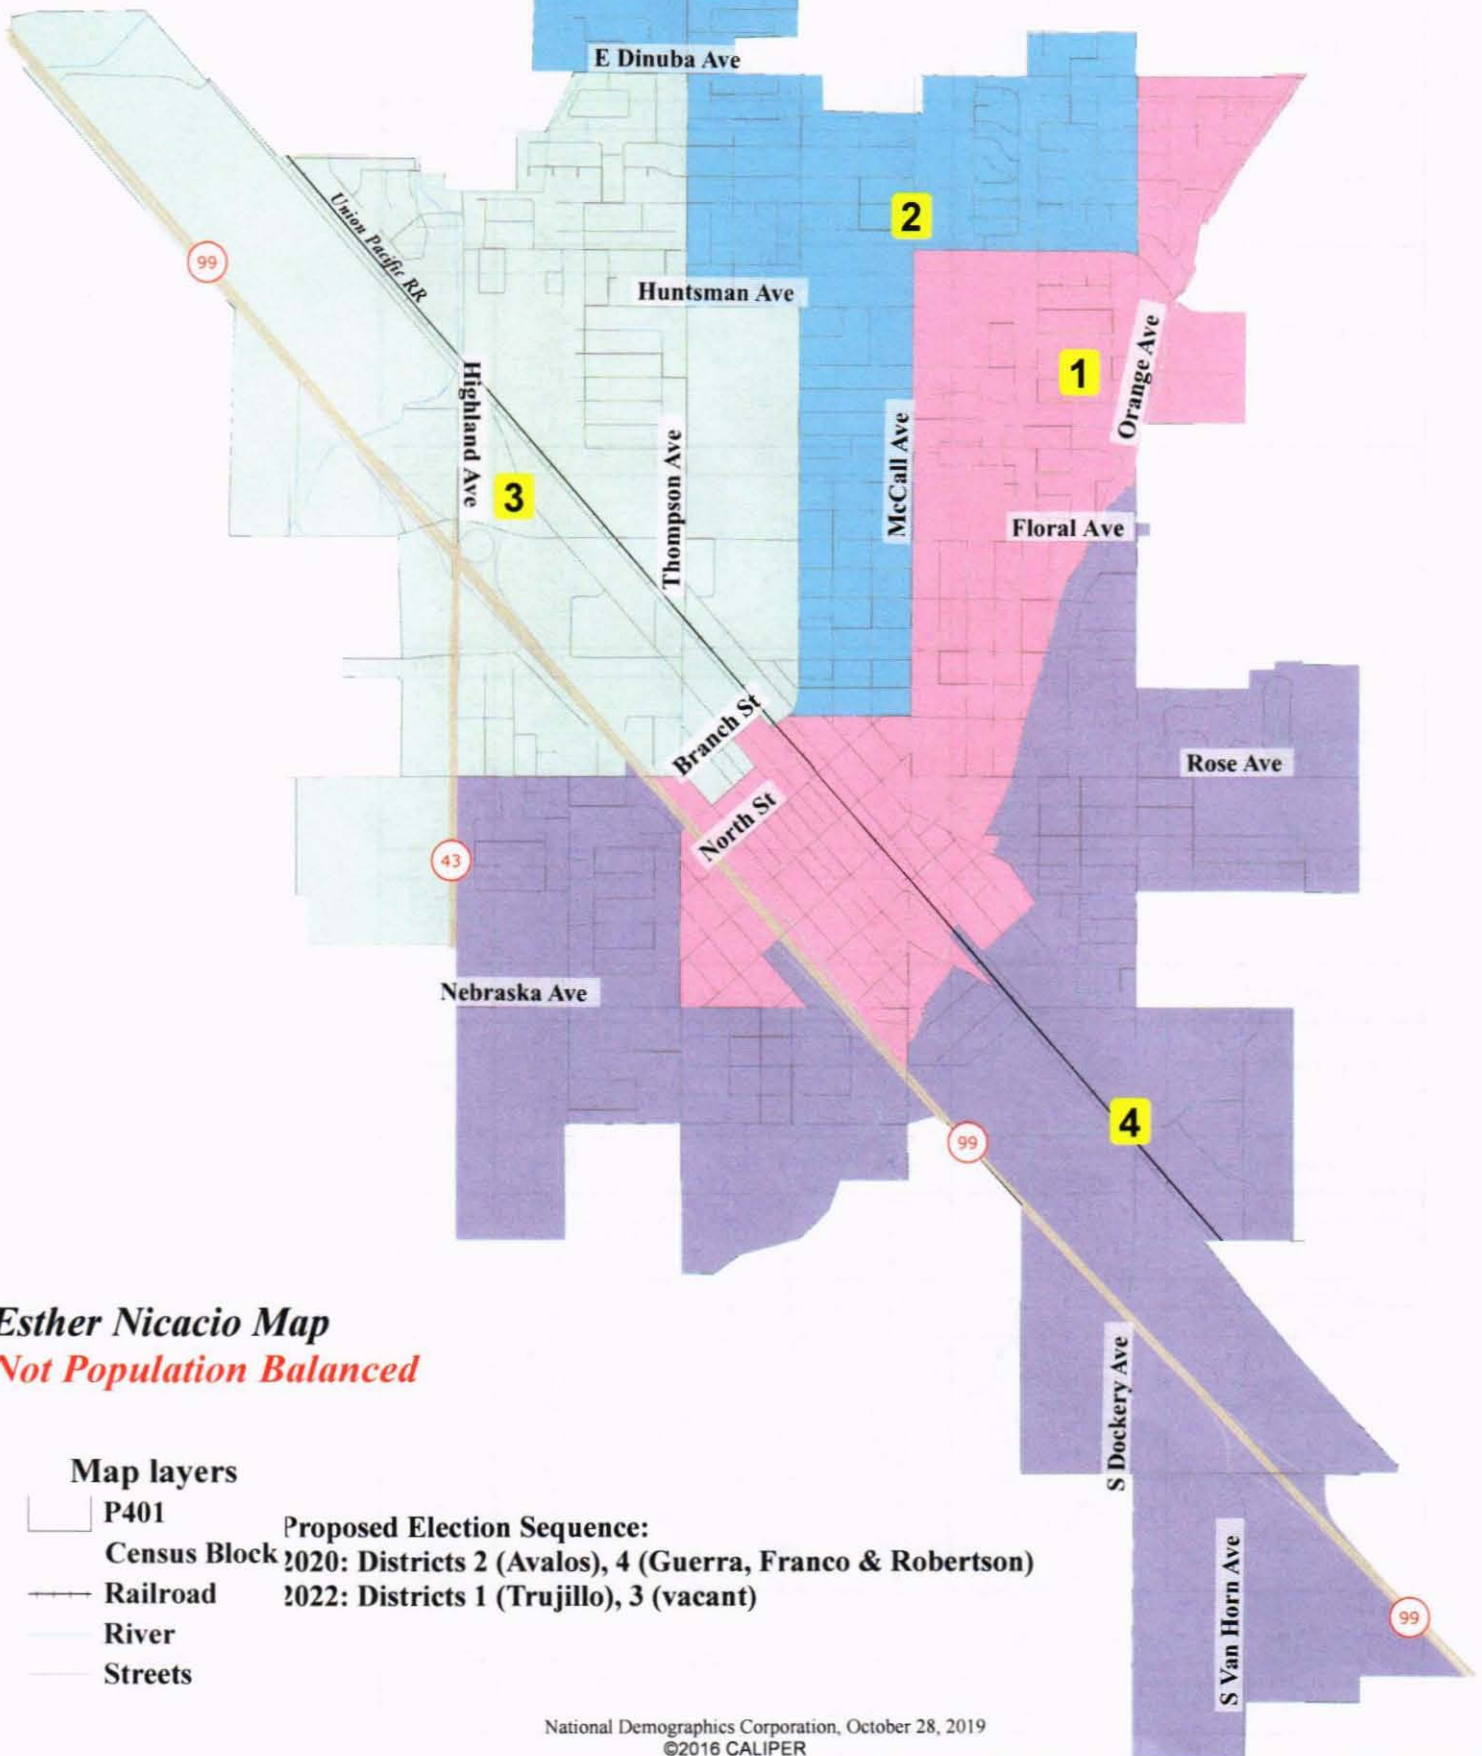 E Dinuba Ave
2
99
Union Pacific RR
Huntsman Ave
1
Orange Ave
Highland Ave
3
Thompson Ave
McCall Ave
Floral Ave
Branch St
Rose Ave
North St
43
Nebraska Ave
4
99
Esther Nicacio Map
Not Population Balanced
S Dockery Ave
Map layers
P401
Census Block
Railroad
River
Streets
Proposed Election Sequence:
2020: Districts 2 (Avalos), 4 (Guerra, Franco & Robertson)
2022: Districts 1 (Trujillo), 3 (vacant)
S Van Horn Ave
99
National Demographics Corporation, October 28, 2019
©2016 CALIPER